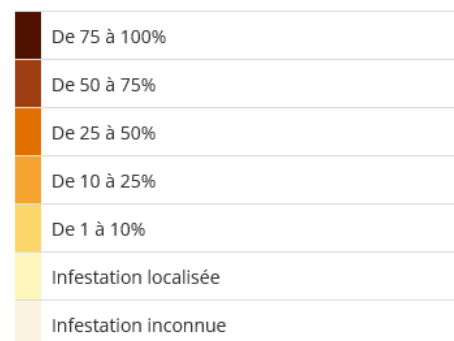 De 75 à 100%
De 50 à 75%
De 25 à 50%
De 10 à 25%
De 1 à 10%
Infestation localisée
Infestation inconnue